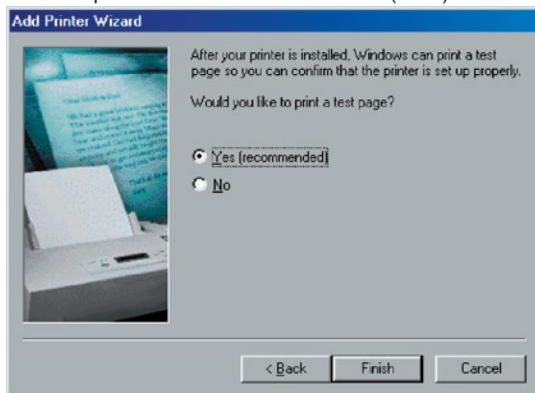 Add Printer Wizard
After your printer is installed, Windows can print a test
page so you can confirm that the printer is set up properly.
Would you like to print a test page?
Yes (recommended)
No
< Back
Finish
Cancel